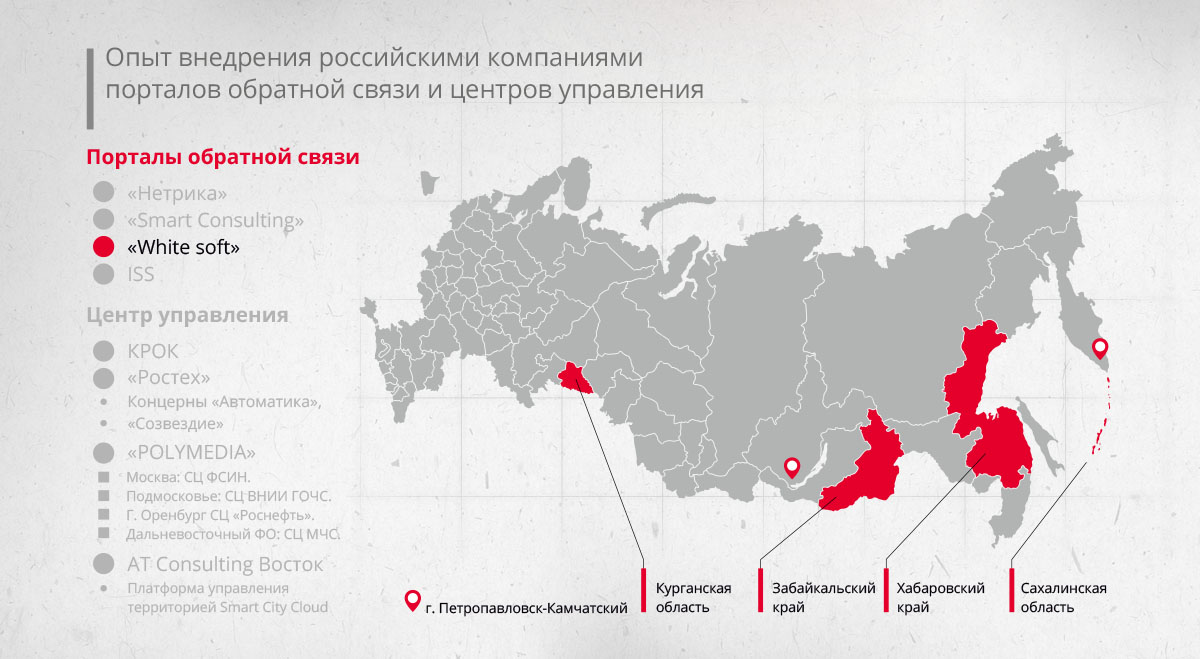 Опыт внедрения российскими компаниями
порталов обратной связи и центров управления
Порталы обратной связи
«Нетрика»
«Smart Consulting»
«White soft»
ISS
Центр управления
КРОК
«Ростех»
Концерны «Автоматика»,
«Созвездие»
«POLYMEDIA»
Москва: СЦ ФСИН.
Подмосковье: СЦ ВНИИ ГОЧС.
Г. Оренбург СЦ «Роснефть».
Дальневосточный ФО: СЦ МЧС.
AT Consulting Восток
Платформа управления
территорией Smart City Cloud
г. Петропавловск-Камчатский
Курганская
область
Забайкальский
край
Хабаровский
край
Сахалинская
область